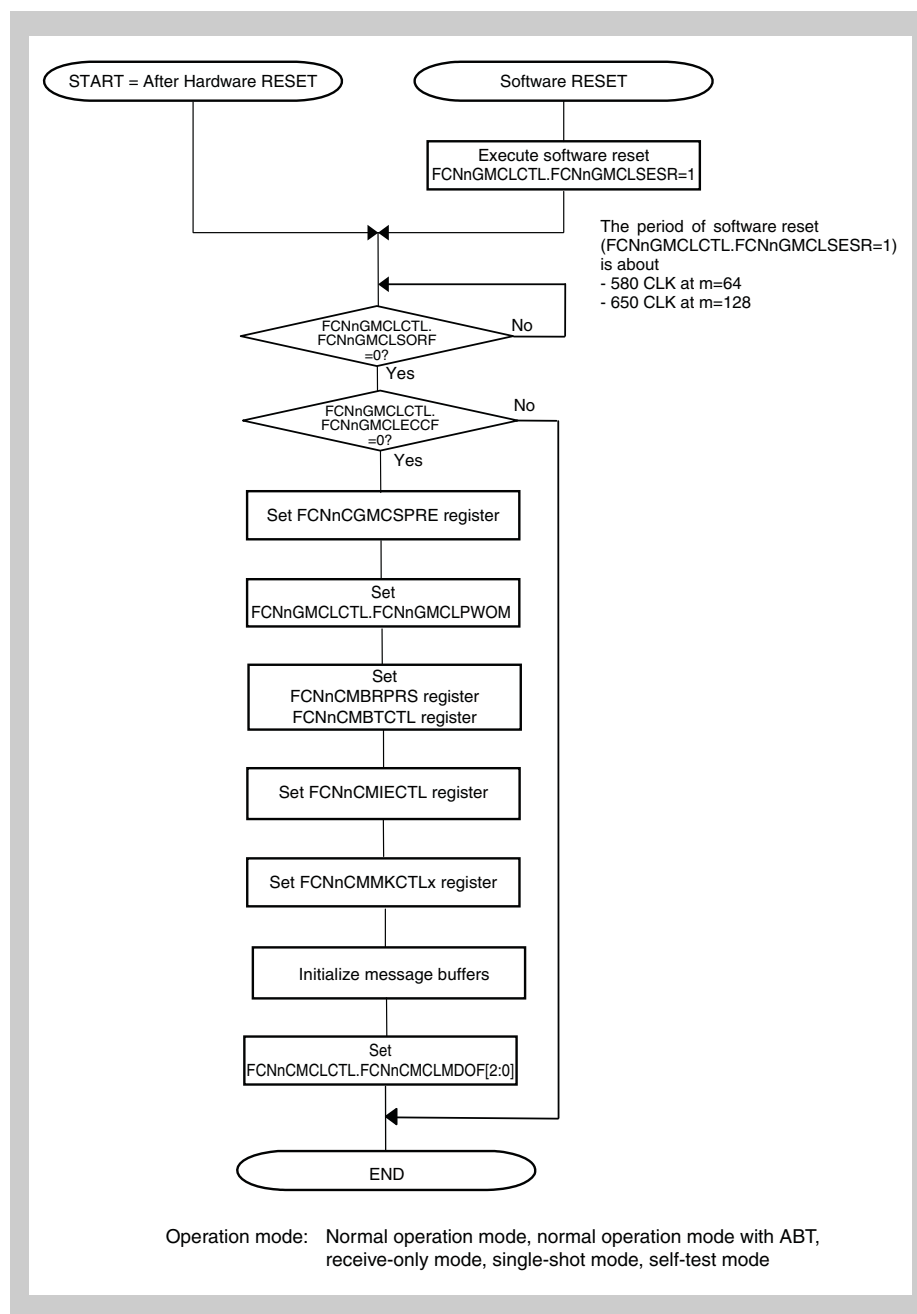 START = After Hardware RESET
Software RESET
Execute software reset
FCNnGMCLCTL.FCNnGMCLSESR=1
The period of software reset
(FCNnGMCLCTL.FCNnGMCLSESR=1)
is about
- 580 CLK at m=64
- 650 CLK at m=128
FCNnGMCLCTL.
FCNnGMCLSORF
=0?
No
Yes
FCNnGMCLCTL.
FCNnGMCLECCF
=0?
No
Yes
Set FCNnCGMCSPRE register
Set
FCNnGMCLCTL.FCNnGMCLPWOM
Set
FCNnCMBRPRS register
FCNnCMBTCTL register
Set FCNnCMIECTL register
Set FCNnCMMKCTLx register
Initialize message buffers
Set
FCNnCMCLCTL.FCNnCMCLMDOF[2:0]
END
Operation mode: Normal operation mode, normal operation mode with ABT,
receive-only mode, single-shot mode, self-test mode